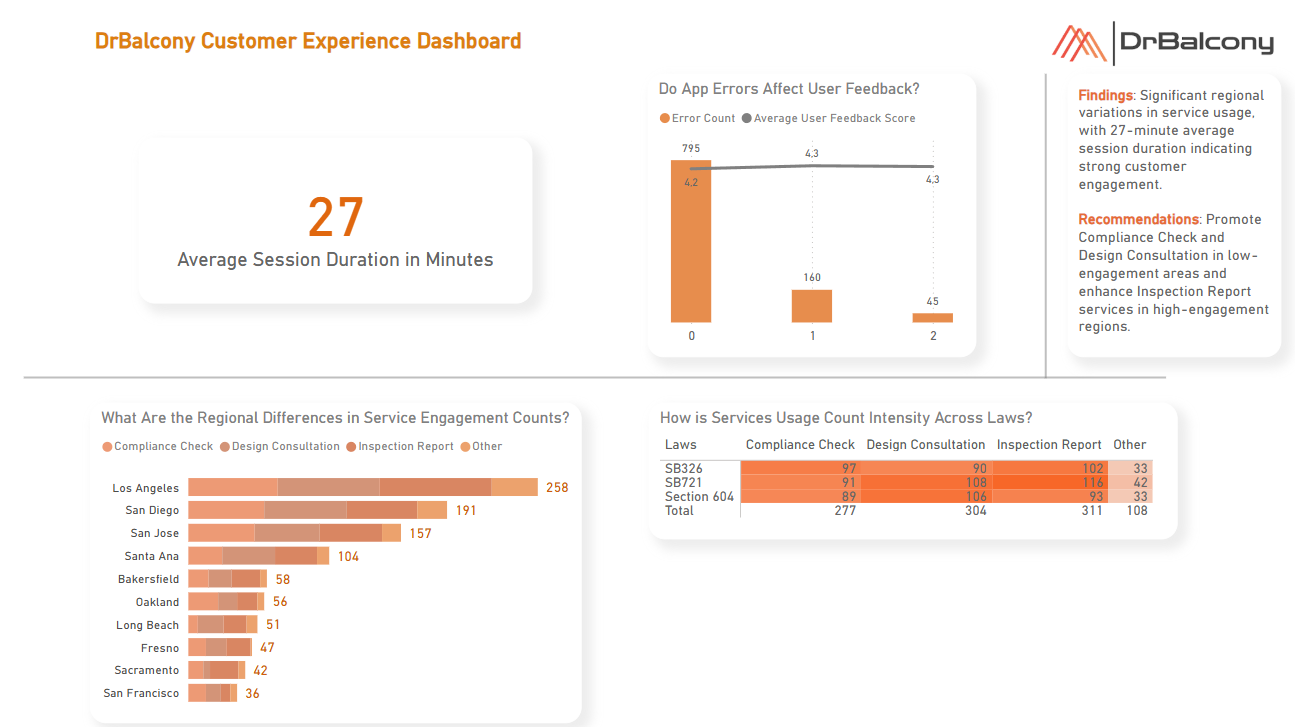 DrBalcony Customer Experience Dashboard
DrBalcony
27
Average Session Duration in Minutes
Do App Errors Affect User Feedback?
Error Count Average User Feedback Score
795
4,2
4,3
4,3
160
45
0 1 2
Findings: Significant regional
variations in service usage,
with 27-minute average
session duration indicating
strong customer
engagement.
Recommendations: Promote
Compliance Check and
Design Consultation in low-
engagement areas and
enhance Inspection Report
services in high-engagement
regions.
What Are the Regional Differences in Service Engagement Counts?
Compliance Check Design Consultation Inspection Report Other
Los Angeles 258
San Diego 191
San Jose 157
Santa Ana 104
Bakersfield 58
Oakland 56
Long Beach 51
Fresno 47
Sacramento 42
San Francisco 36
How is Services Usage Count Intensity Across Laws?
Laws Compliance Check Design Consultation Inspection Report Other
SB326 97 90 102 33
SB721 91 108 116 42
Section 604 89 106 93 33
Total 277 304 311 108